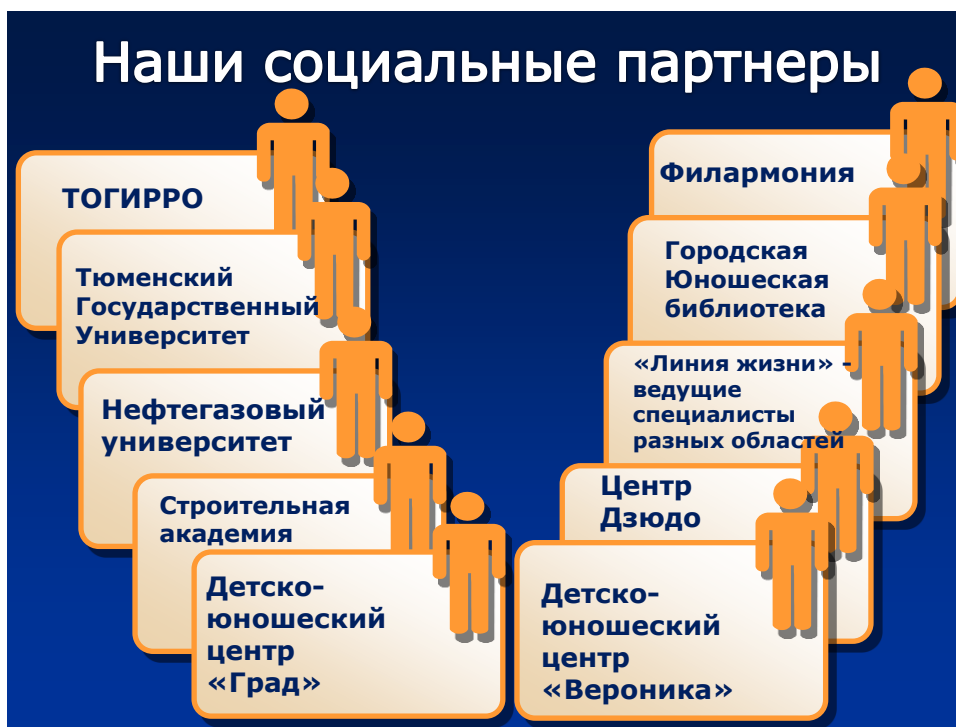 Наши социальные партнеры
ТОГИРРО
Тюменский
Государственный
Университет
Нефтегазовый
университет
Строительная
академия
Детско-
юношеский
центр
«Град»
Филармония
Городская
Юношеская
библиотека
«Линия жизни» –
ведущие
специалисты
разных областей
Центр
Дзюдо
Детско-
юношеский
центр
«Вероника»